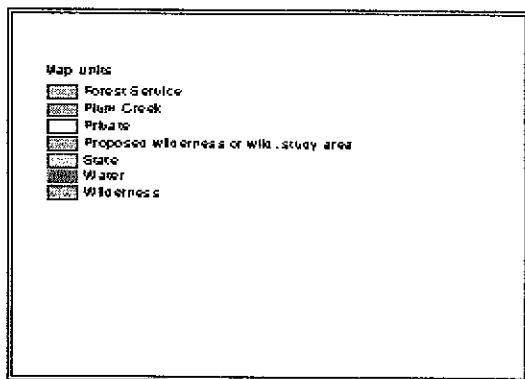 Map units
Forest Service
Plum Creek
Private
Proposed wilderness or wild. study area
State
Water
Wilderness